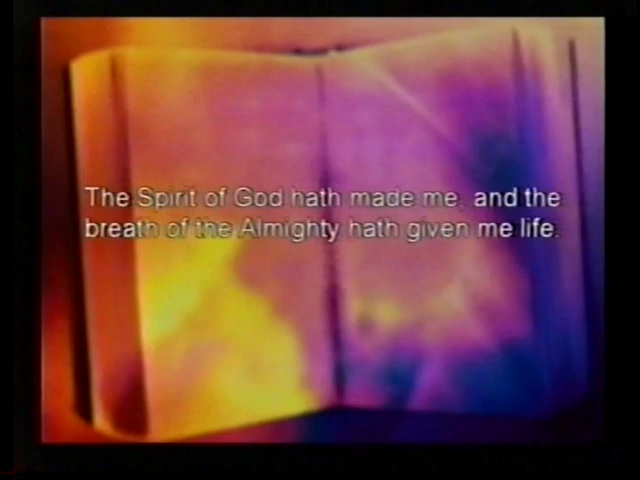 The Spirit of God hath made me, and the
breath of the Almighty hath given me life.